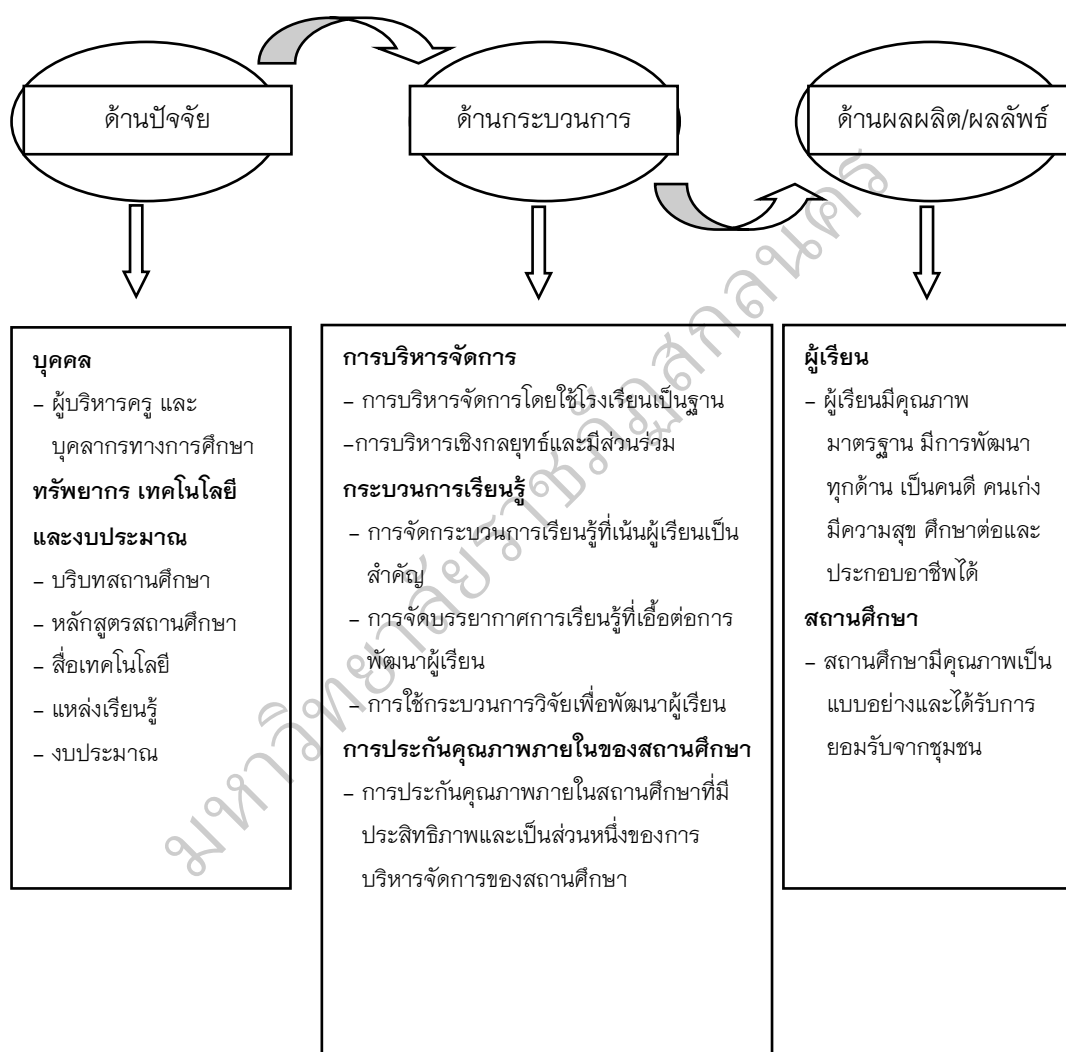 ด้านปัจจัย
ด้านกระบวนการ
ด้านผลผลิต/ผลลัพธ์
บุคคล
– ผู้บริหารครู และ
บุคลากรทางการศึกษา
ทรัพยากร เทคโนโลยี
และงบประมาณ
– บริบทสถานศึกษา
– หลักสูตรสถานศึกษา
– สื่อเทคโนโลยี
– แหล่งเรียนรู้
– งบประมาณ
การบริหารจัดการ
– การบริหารจัดการโดยใช้โรงเรียนเป็นฐาน
–การบริหารเชิงกลยุทธ์และมีส่วนร่วม
กระบวนการเรียนรู้
– การจัดกระบวนการเรียนรู้ที่เน้นผู้เรียนเป็น
สำคัญ
– การจัดบรรยากาศการเรียนรู้ที่เอื้อต่อการ
พัฒนาผู้เรียน
– การใช้กระบวนการวิจัยเพื่อพัฒนาผู้เรียน
การประกันคุณภาพภายในของสถานศึกษา
– การประกันคุณภาพภายในสถานศึกษาที่มี
ประสิทธิภาพและเป็นส่วนหนึ่งของการ
บริหารจัดการของสถานศึกษา
ผู้เรียน
– ผู้เรียนมีคุณภาพ
มาตรฐาน มีการพัฒนา
ทุกด้าน เป็นคนดี คนเก่ง
มีความสุข ศึกษาต่อและ
ประกอบอาชีพได้
สถานศึกษา
– สถานศึกษามีคุณภาพเป็น
แบบอย่างและได้รับการ
ยอมรับจากชุมชน
มหาวิทยาลัยราชภัฏสกลนคร